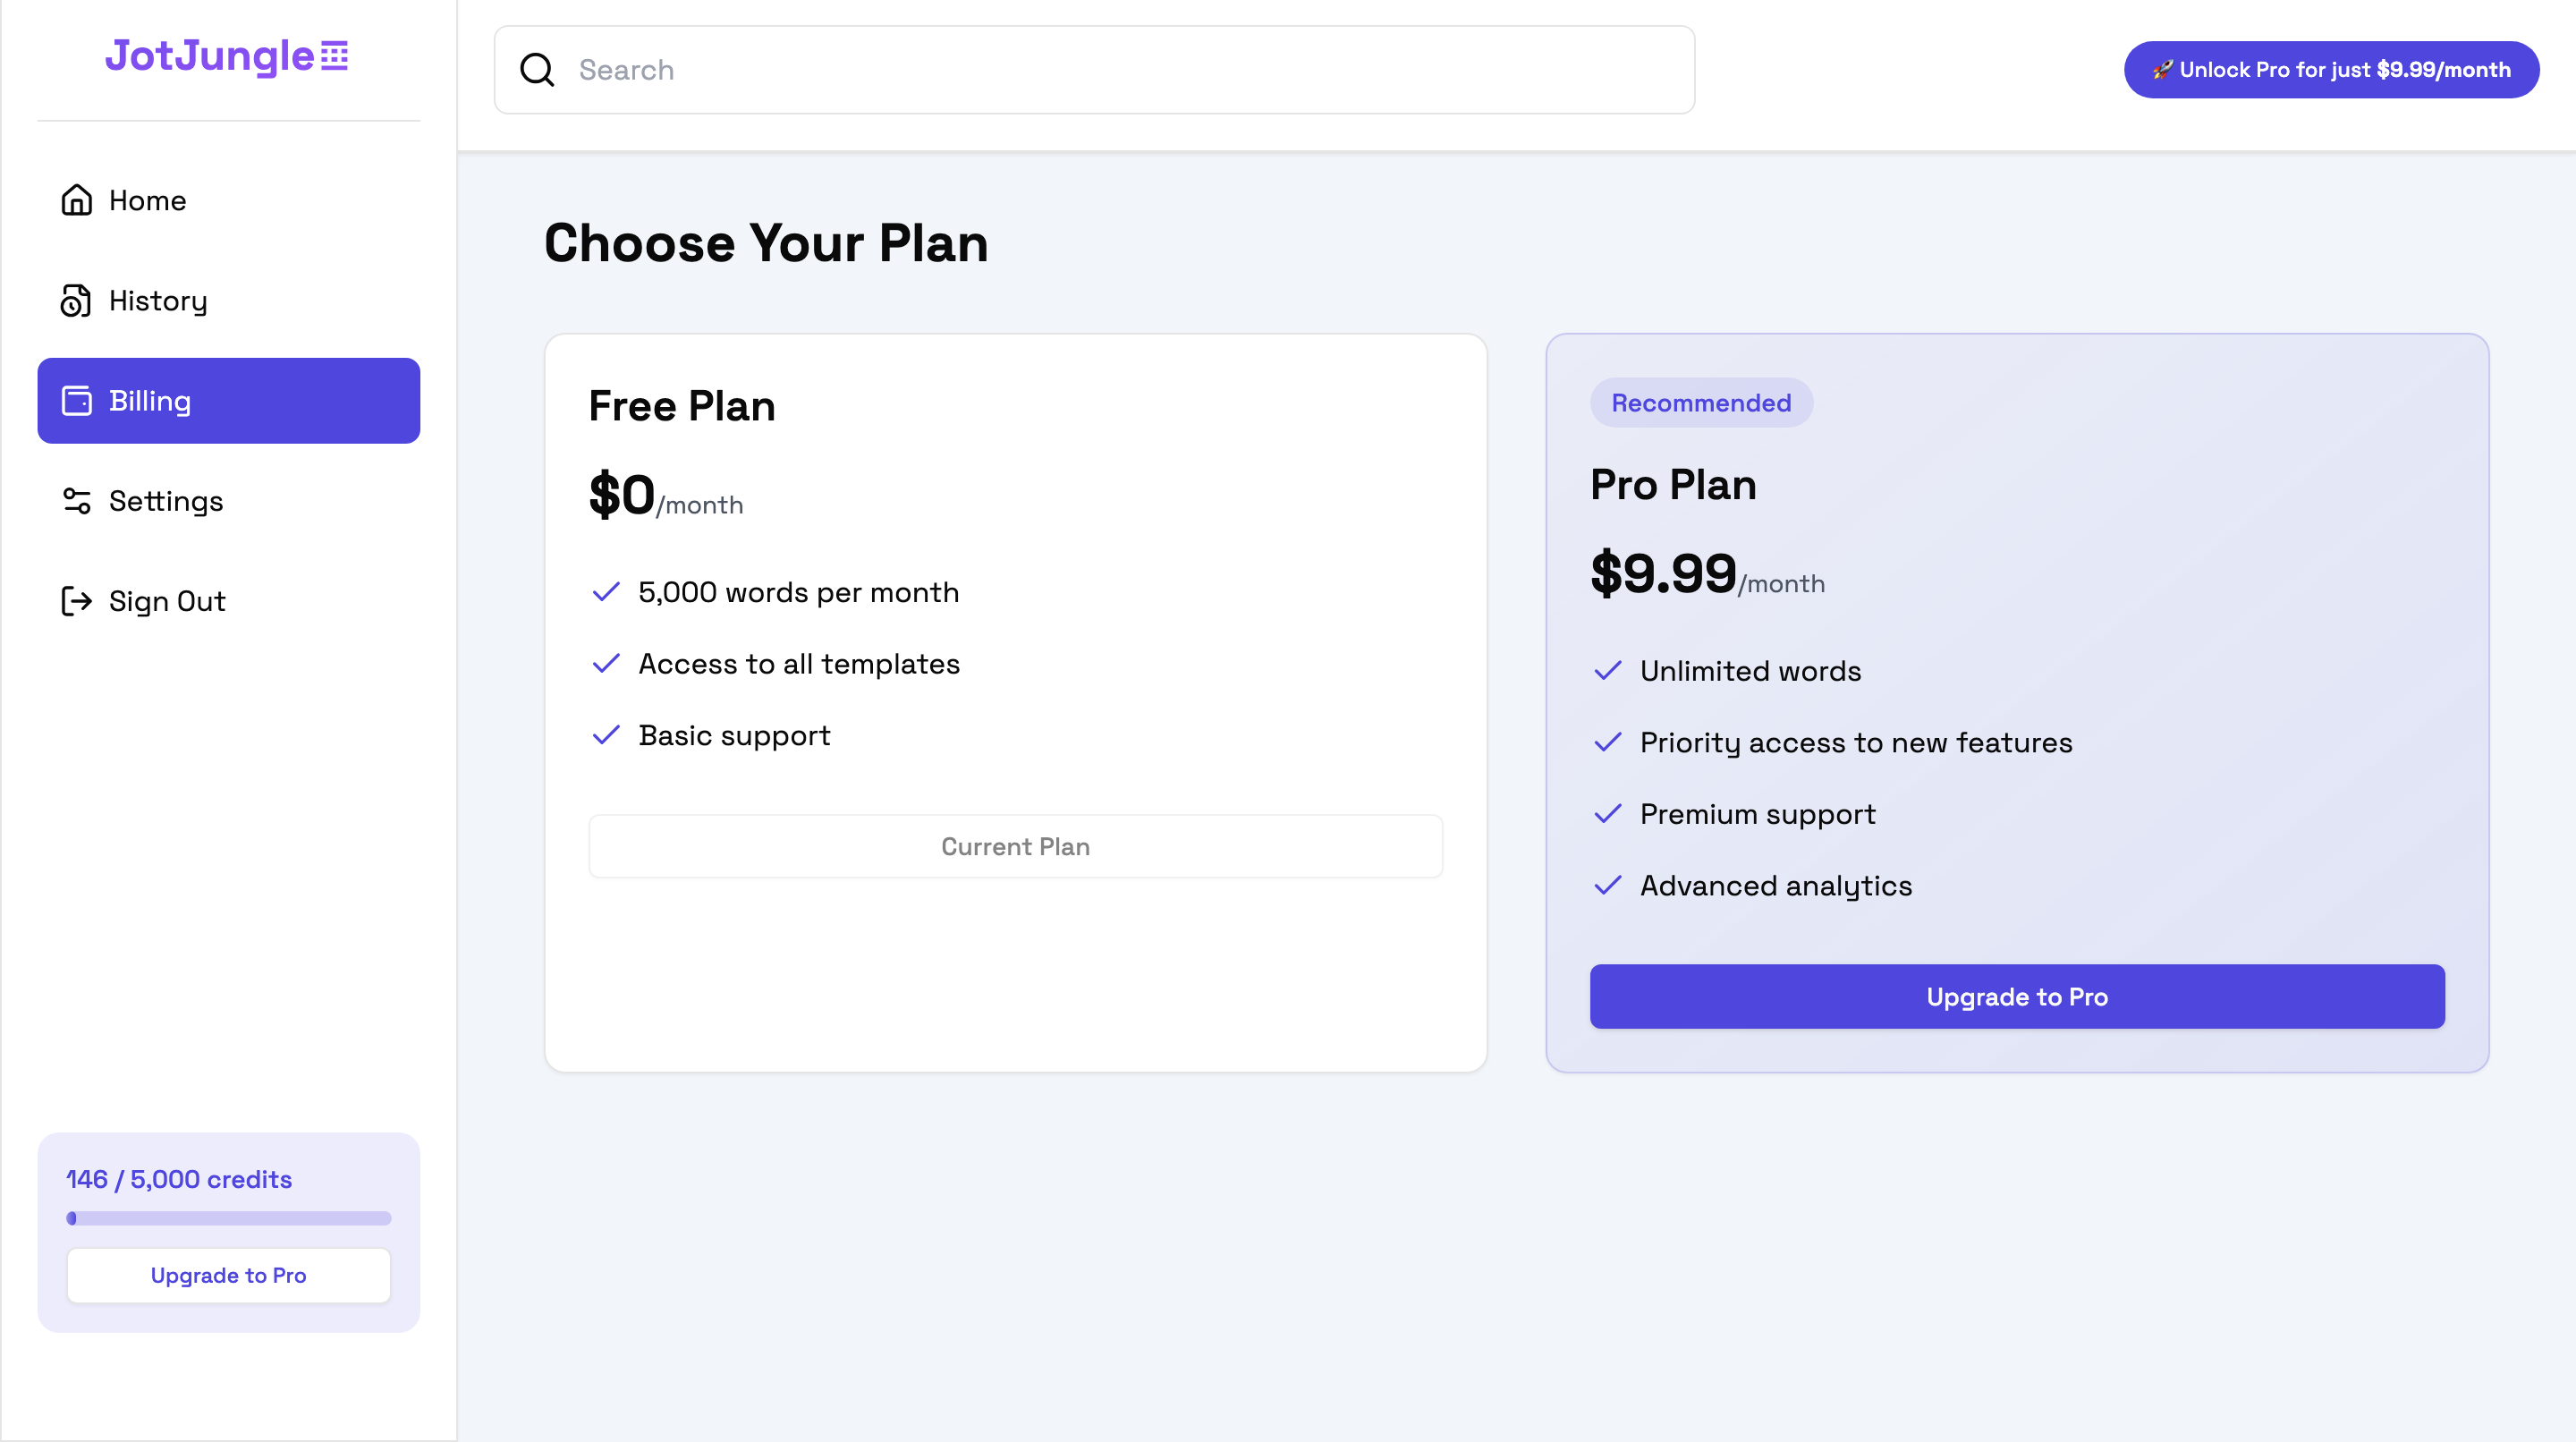 JotJungle
Home
History
Billing
Settings
Sign Out
146 / 5,000 credits
Upgrade to Pro
Search
🚀 Unlock Pro for just $9.99/month
Choose Your Plan
Free Plan
$0/month
5,000 words per month
Access to all templates
Basic support
Current Plan
Recommended
Pro Plan
$9.99/month
Unlimited words
Priority access to new features
Premium support
Advanced analytics
Upgrade to Pro